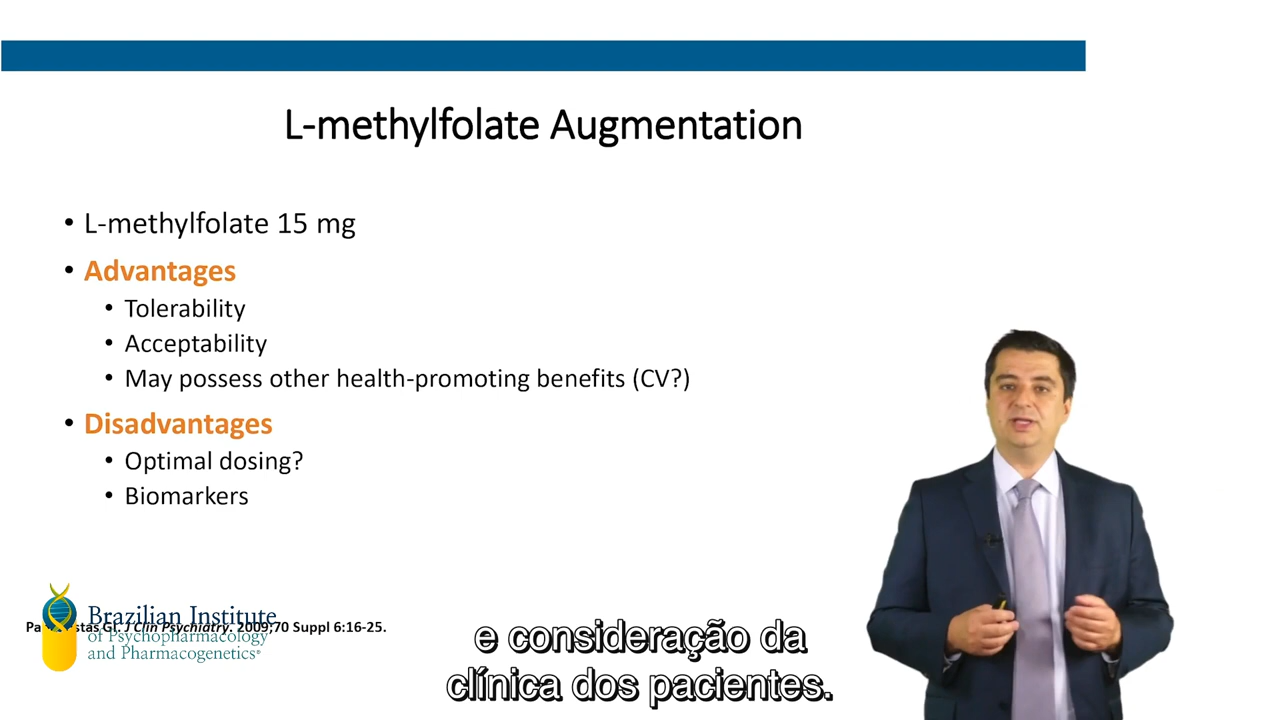 L-methylfolate Augmentation
• L-methylfolate 15 mg
• Advantages
• Tolerability
• Acceptability
• May possess other health-promoting benefits (CV?)
• Disadvantages
• Optimal dosing?
• Biomarkers
Brazilian Institute
of Psychopharmacology
and Pharmacogenetics®
GI. J Clin Psychiatry. 2009;70 Suppl 6:16-25.
e consideração da
clínica dos pacientes.